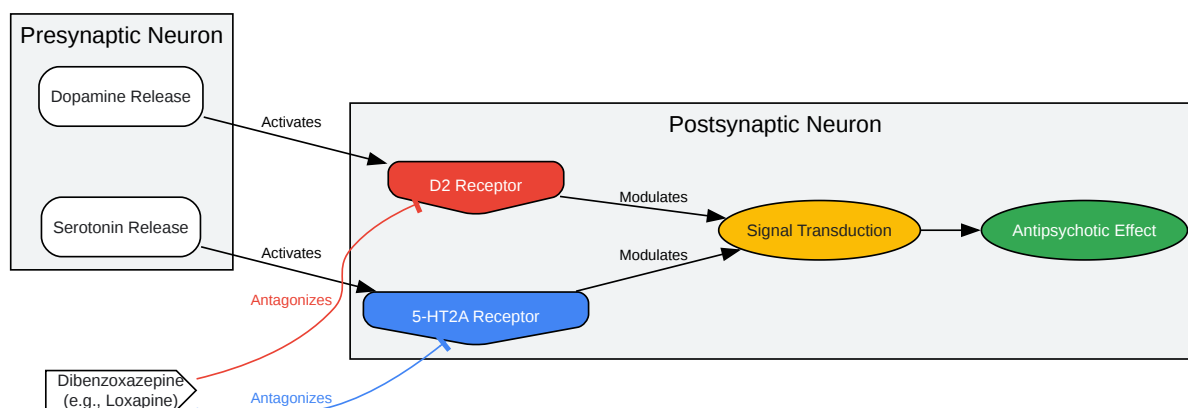 Presynaptic Neuron
Dopamine Release
Serotonin Release
Activates
Activates
Postsynaptic Neuron
D2 Receptor
5-HT2A Receptor
Modulates
Modulates
Signal Transduction
Antipsychotic Effect
Antagonizes
Antagonizes
Dibenzoxazepine
(e.g., Loxapine)